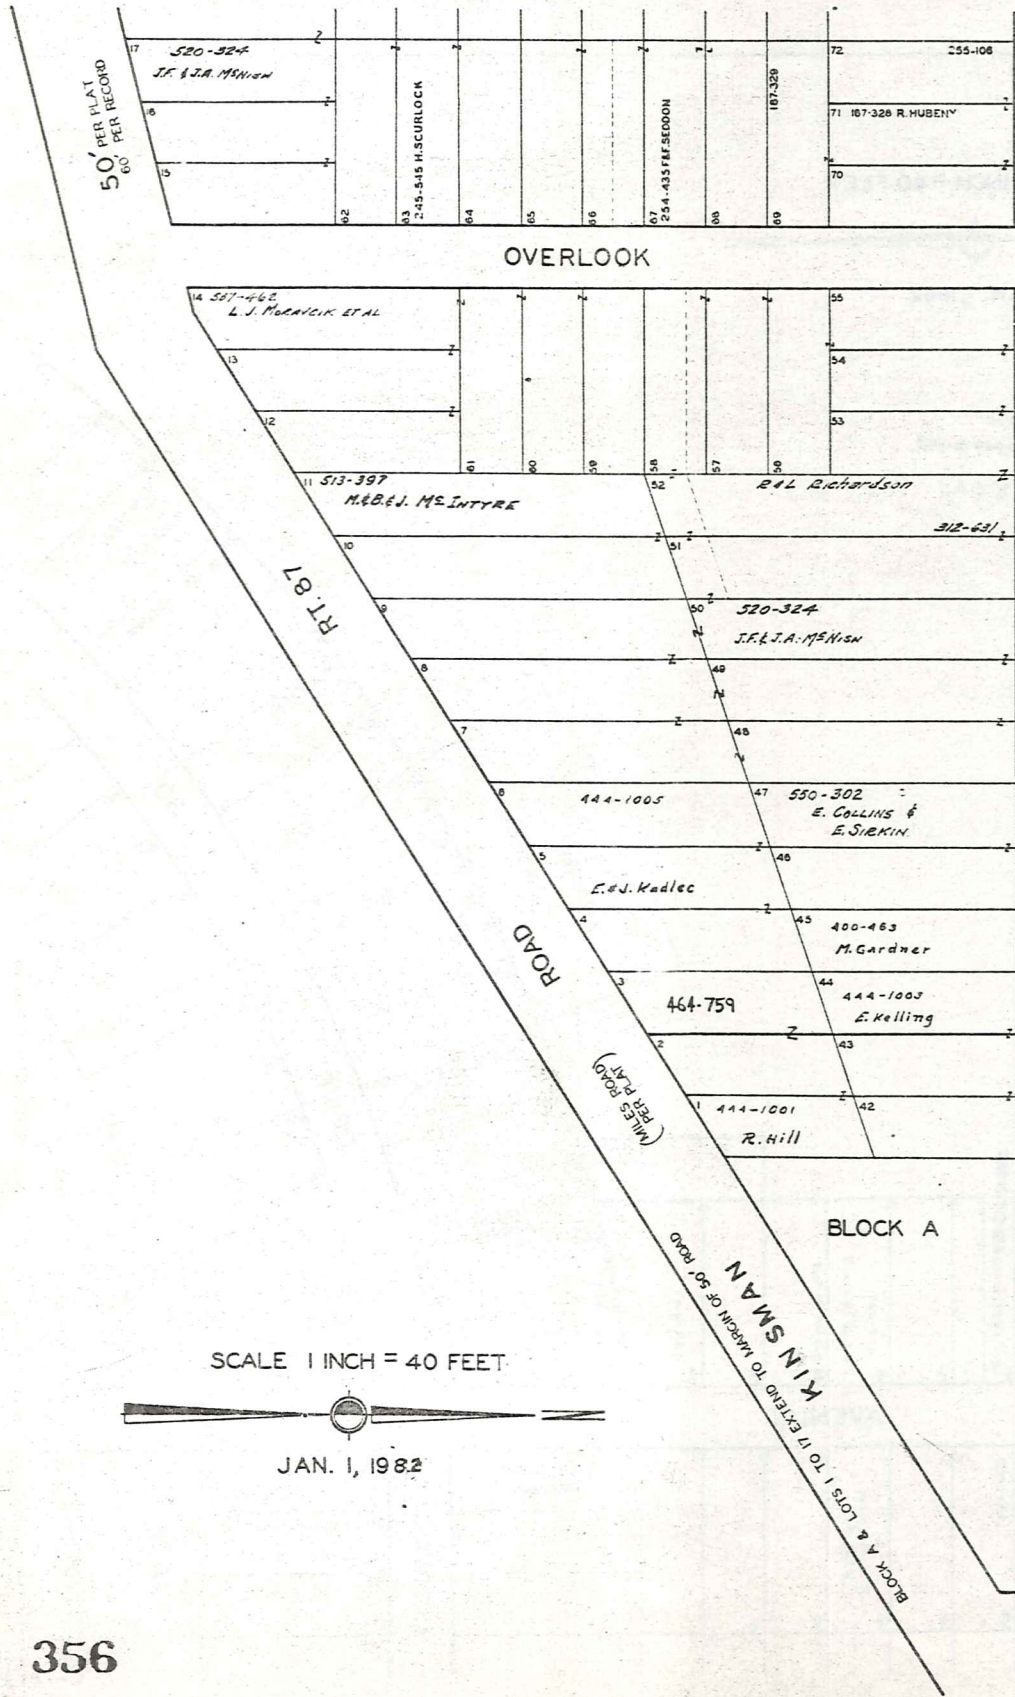 50' PER PLAT
60' PER RECORD
17
520-324
J.F. & J.A. McNISH
16
15
62
63
245-545 H.SCURLOCK
64
65
66
67
254-435 F.&F.SEDDON
68
69
187-329
72
255-106
71 187-328 R.HUBENY
70
OVERLOOK
14 587-462
L.J. MORAVCIK ET AL
13
12
61
60
59
58
57
56
55
54
53
11 513-397
M.&B.&J. McINTYRE
52
R&L Richardson
312-631
10
51
9
50
520-324
J.F.& J.A. McNISH
8
49
7
48
6
444-1005
47
550-302
E. COLLINS &
E. SIRKIN
5
46
E.&J. Kadlec
4
45
400-463
M.Gardner
3
44
464-759
444-1003
E.Kelling
2
43
1
444-1001
42
R.Hill
RT. 87
ROAD
(MILES ROAD)
(PER PLAT)
KINSMAN
BLOCK A & LOTS 1 TO 17 EXTEND TO MARGIN OF 50' ROAD
BLOCK A
SCALE 1 INCH = 40 FEET
N
JAN. 1, 1982
356